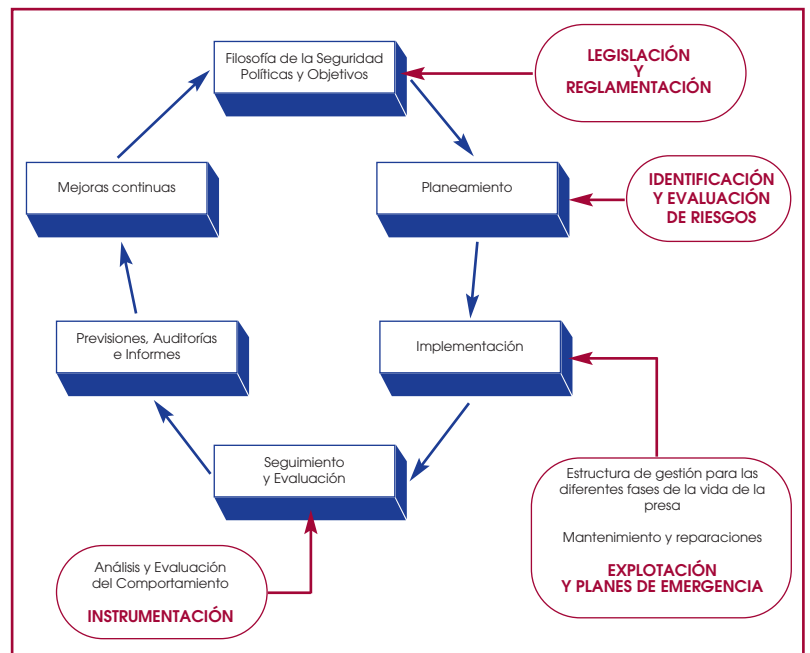 Filosofía de la Seguridad
Políticas y Objetivos
LEGISLACIÓN
Y
REGLAMENTACIÓN
Mejoras continuas
Planeamiento
IDENTIFICACIÓN
Y EVALUACIÓN
DE RIESGOS
Previsiones, Auditorías
e Informes
Implementación
Seguimiento
y Evaluación
Estructura de gestión para las
diferentes fases de la vida de la
presa
Mantenimiento y reparaciones
EXPLOTACIÓN
Y PLANES DE EMERGENCIA
Análisis y Evaluación
del Comportamiento
INSTRUMENTACIÓN